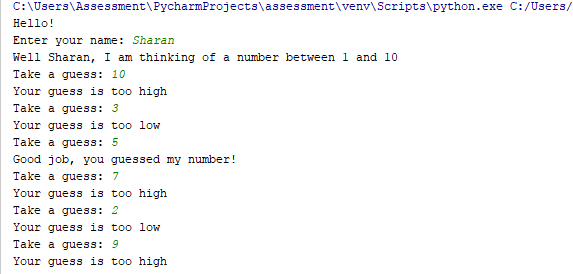 C:\Users\Assessment\PycharmProjects\assessment\venv\Scripts\python.exe C:/Users/
Hello!
Enter your name: Sharan
Well Sharan, I am thinking of a number between 1 and 10
Take a guess: 10
Your guess is too high
Take a guess: 3
Your guess is too low
Take a guess: 5
Good job, you guessed my number!
Take a guess: 7
Your guess is too high
Take a guess: 2
Your guess is too low
Take a guess: 9
Your guess is too high